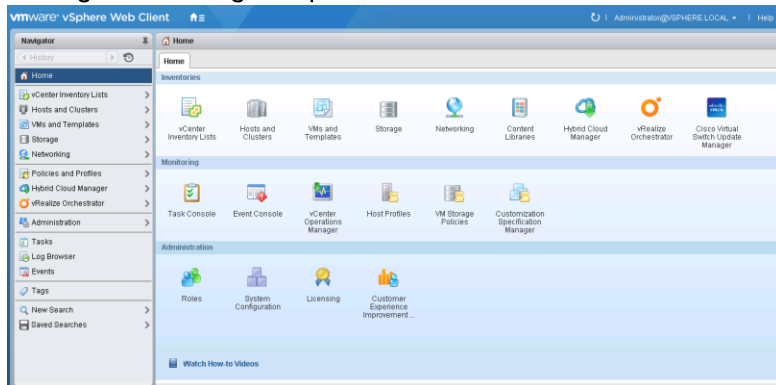 vmware® vSphere Web Client
Administrator@VSPHERE.LOCAL
Help
Navigator
Home
History
Home
Home
vCenter Inventory Lists
Hosts and Clusters
VMs and Templates
Storage
Networking
Policies and Profiles
Hybrid Cloud Manager
vRealize Orchestrator
Administration
Tasks
Log Browser
Events
Tags
New Search
Saved Searches
Inventories
vCenter
Inventory Lists
Hosts and
Clusters
VMs and
Templates
Storage
Networking
Content
Libraries
Hybrid Cloud
Manager
vRealize
Orchestrator
Cisco Virtual
Switch Update
Manager
Monitoring
Task Console
Event Console
vCenter
Operations
Manager
Host Profiles
VM Storage
Policies
Customization
Specification
Manager
Administration
Roles
System
Configuration
Licensing
Customer
Experience
Improvement...
Watch How-to Videos